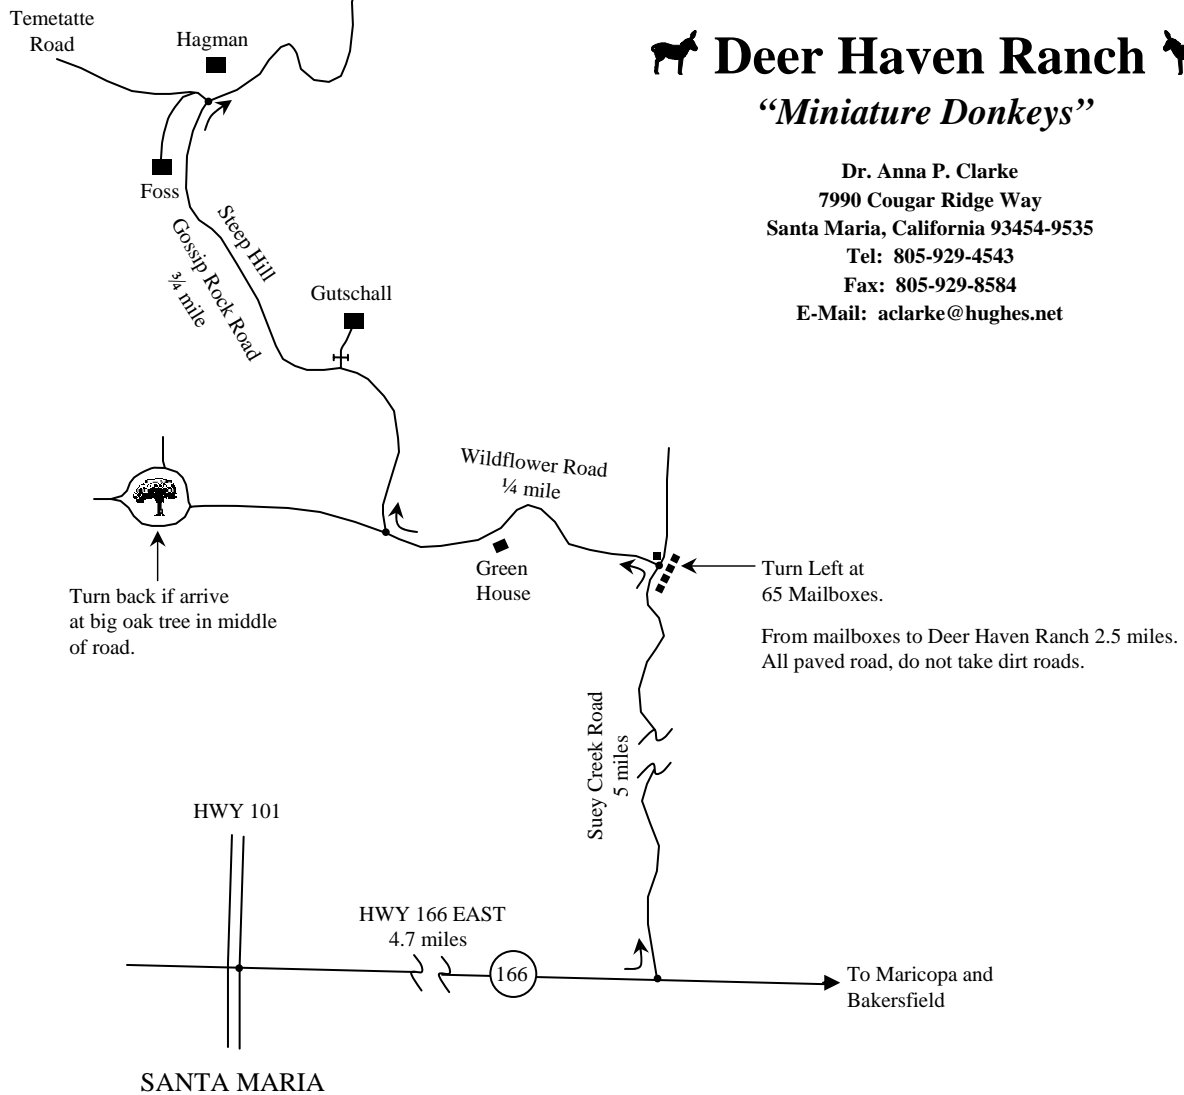 Temetatte
Road
Hagman
Deer Haven Ranch
“Miniature Donkeys”
Dr. Anna P. Clarke
7990 Cougar Ridge Way
Santa Maria, California 93454-9535
Tel: 805-929-4543
Fax: 805-929-8584
E-Mail: aclarke@hughes.net
Foss
Steep Hill
Gossip Rock Road
¾ mile
Gutschall
Wildflower Road
¼ mile
Green
House
Turn Left at
65 Mailboxes.
From mailboxes to Deer Haven Ranch 2.5 miles.
All paved road, do not take dirt roads.
Turn back if arrive
at big oak tree in middle
of road.
Suey Creek Road
5 miles
HWY 101
HWY 166 EAST
4.7 miles
166
To Maricopa and
Bakersfield
SANTA MARIA